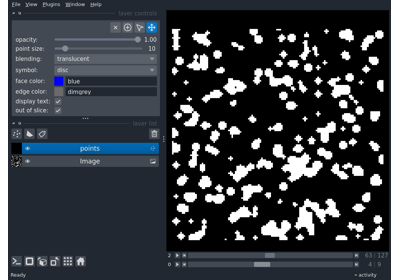 File View Plugins Window Help
layer controls
opacity: 1.00
point size: 10
blending: translucent
symbol: disc
face color: blue
edge color: dimgrey
display text:
out of slice:
layer list
points
Image
2 63 127
0 4 9
Ready activity